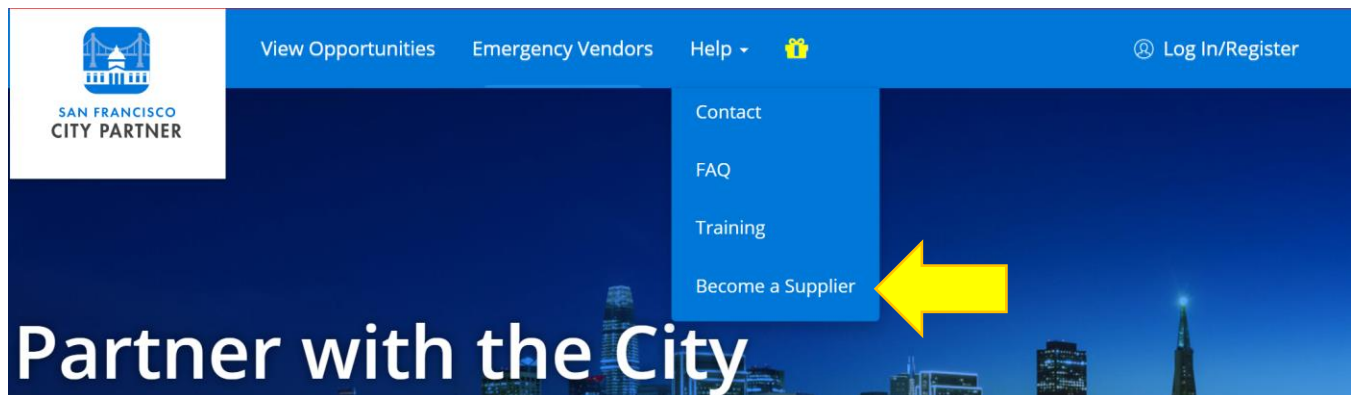 View Opportunities Emergency Vendors Help Log In/Register
SAN FRANCISCO
CITY PARTNER
Contact
FAQ
Training
Become a Supplier
Partner with the City